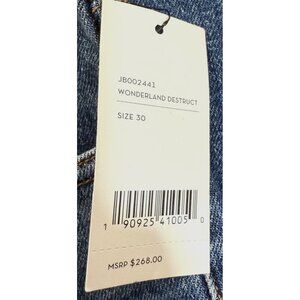 JB002441
WONDERLAND DESTRUCT
SIZE 30
1 90925 41005 0
MSRP $268.00